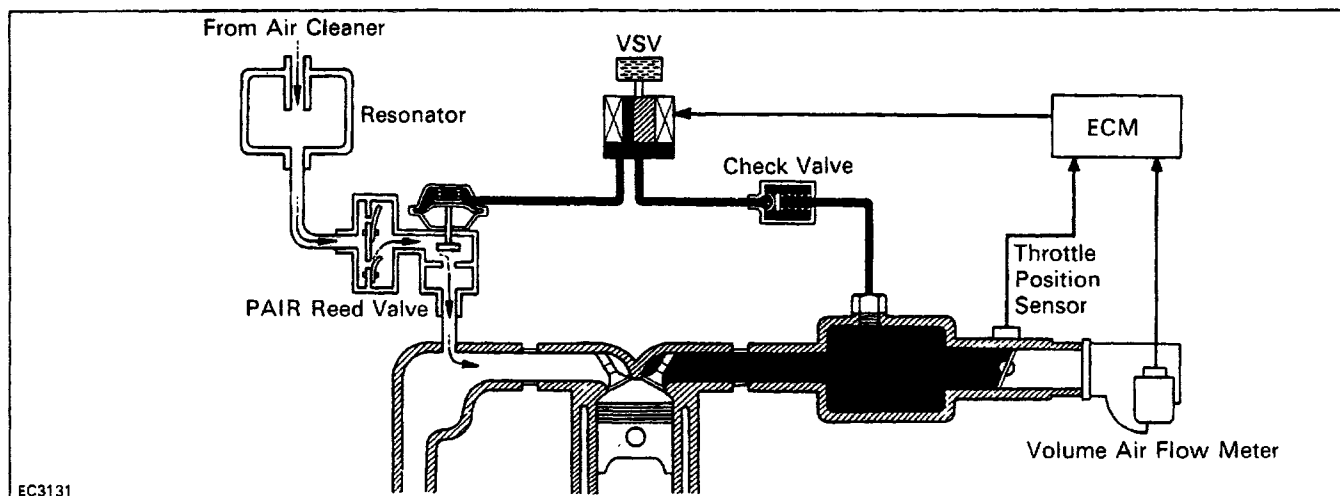 From Air Cleaner
VSV
Resonator
ECM
Check Valve
Throttle
Position
Sensor
PAIR Reed Valve
Volume Air Flow Meter
EC3131